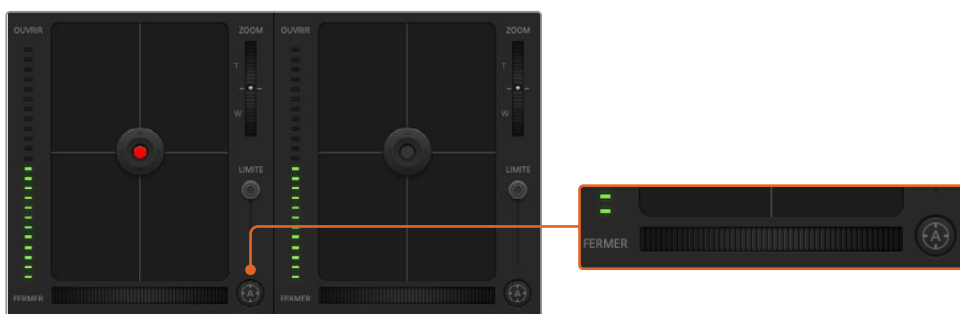 OUVRIR ZOOM OUVRIR ZOOM
T T
W W
LIMITE LIMITE
FERMER A FERMER A
FERMER A